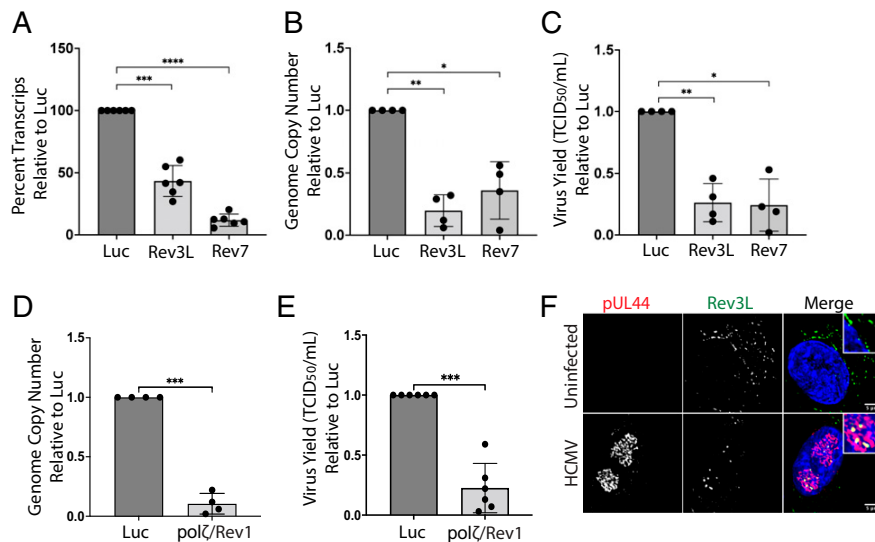 A
Percent Transcrips
Relative to Luc
150
100
50
0
****
***
Luc Rev3L Rev7
B
Genome Copy Number
Relative to Luc
1.5
1.0
0.5
0.0
*
**
Luc Rev3L Rev7
C
Virus Yield (TCID50/mL)
Relative to Luc
1.5
1.0
0.5
0.0
*
**
Luc Rev3L Rev7
D
Genome Copy Number
Relative to Luc
1.5
1.0
0.5
0.0
***
Luc polζ/Rev1
E
Virus Yield (TCID50/mL)
Relative to Luc
1.5
1.0
0.5
0.0
***
Luc polζ/Rev1
F
pUL44 Rev3L Merge
Uninfected
HCMV